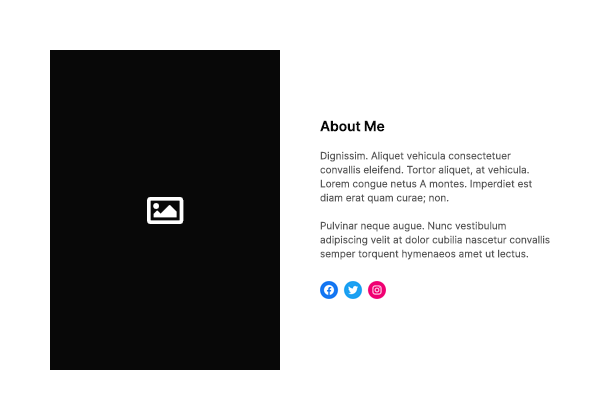 About Me
Dignissim. Aliquet vehicula consectetuer
convallis eleifend. Tortor aliquet, at vehicula.
Lorem congue netus A montes. Imperdiet est
diam erat quam curae; non.
Pulvinar neque augue. Nunc vestibulum
adipiscing velit at dolor cubilia nascetur convallis
semper torquent hymenaeos amet ut lectus.